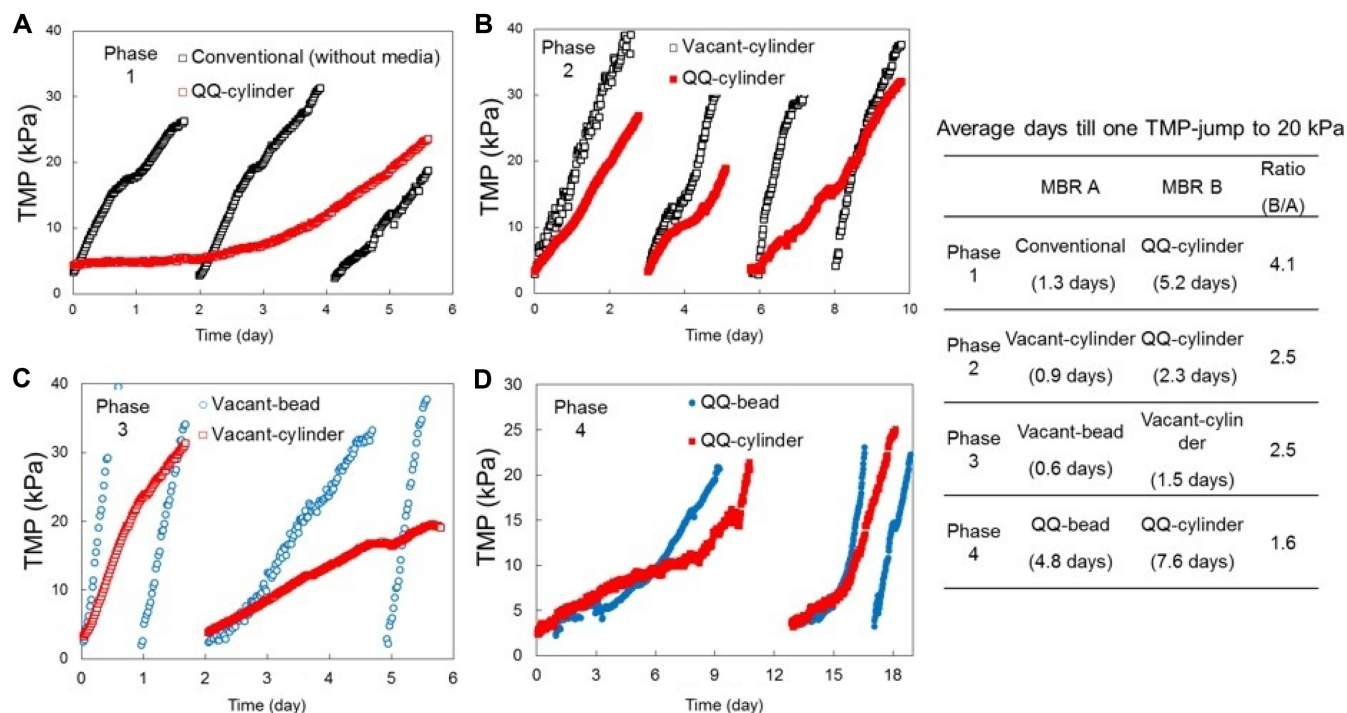 A
Phase
1
Conventional (without media)
QQ-cylinder
TMP (kPa)
40
30
20
10
0
0 1 2 3 4 5 6
Time (day)
B
Phase
2
Vacant-cylinder
QQ-cylinder
TMP (kPa)
40
30
20
10
0
0 2 4 6 8 10
Time (day)
C
Phase
3
Vacant-bead
Vacant-cylinder
TMP (kPa)
40
30
20
10
0
0 1 2 3 4 5 6
Time (day)
D
Phase
4
QQ-bead
QQ-cylinder
TMP (kPa)
30
25
20
15
10
5
0
0 3 6 9 12 15 18
Time (day)
Average days till one TMP-jump to 20 kPa
MBR A MBR B Ratio
(B/A)
Phase
1
Conventional
(1.3 days)
QQ-cylinder
(5.2 days)
4.1
Phase
2
Vacant-cylinder
(0.9 days)
QQ-cylinder
(2.3 days)
2.5
Phase
3
Vacant-bead
(0.6 days)
Vacant-cylin
der
(1.5 days)
2.5
Phase
4
QQ-bead
(4.8 days)
QQ-cylinder
(7.6 days)
1.6